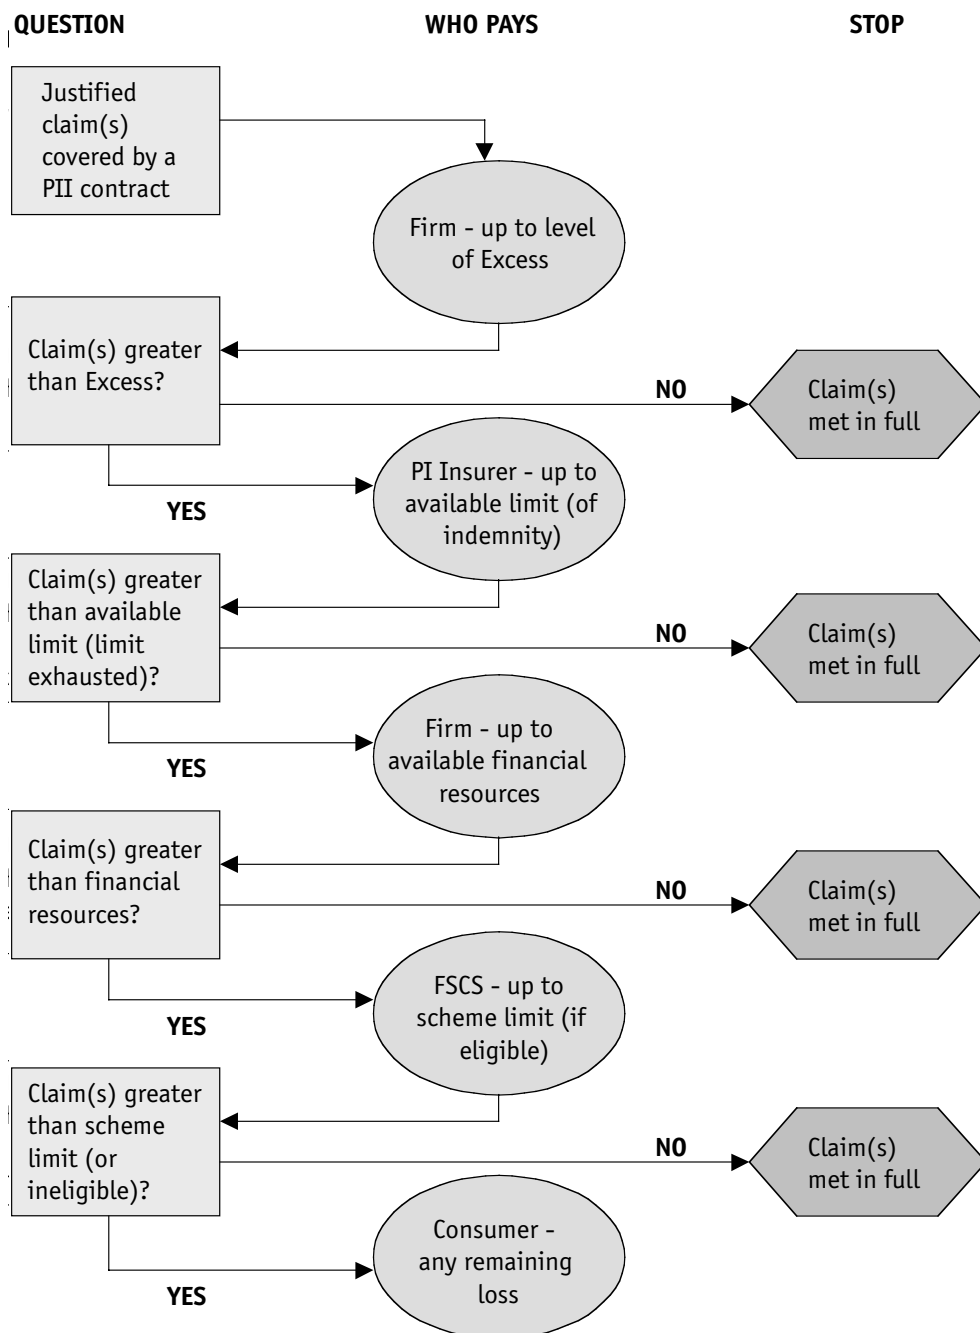 QUESTION
WHO PAYS
STOP
Justified
claim(s)
covered by a
PII contract
Firm - up to level
of Excess
Claim(s) greater
than Excess?
NO
Claim(s)
met in full
YES
PI Insurer - up to
available limit (of
indemnity)
Claim(s) greater
than available
limit (limit
exhausted)?
NO
Claim(s)
met in full
YES
Firm - up to
available financial
resources
Claim(s) greater
than financial
resources?
NO
Claim(s)
met in full
YES
FSCS - up to
scheme limit (if
eligible)
Claim(s) greater
than scheme
limit (or
ineligible)?
NO
Claim(s)
met in full
YES
Consumer -
any remaining
loss